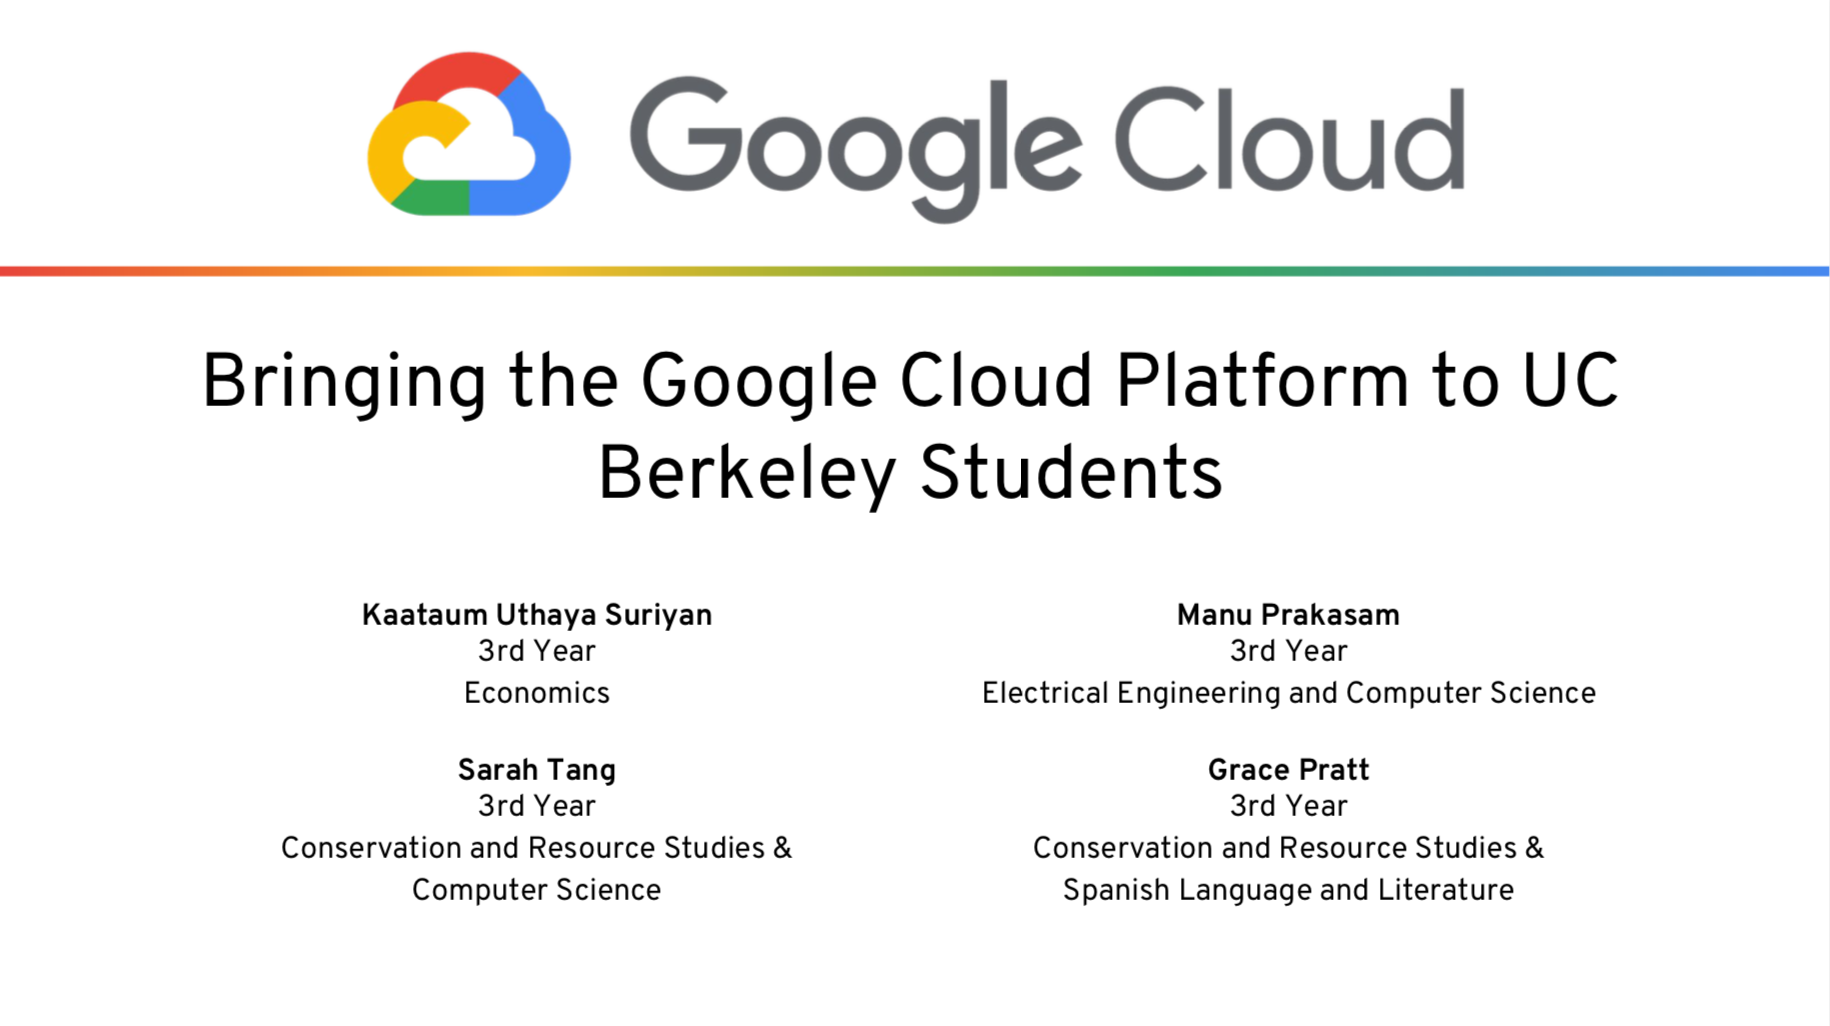 Google Cloud
Bringing the Google Cloud Platform to UC
Berkeley Students
Kaataum Uthaya Suriyan
3rd Year
Economics
Manu Prakasam
3rd Year
Electrical Engineering and Computer Science
Sarah Tang
3rd Year
Conservation and Resource Studies &
Computer Science
Grace Pratt
3rd Year
Conservation and Resource Studies &
Spanish Language and Literature